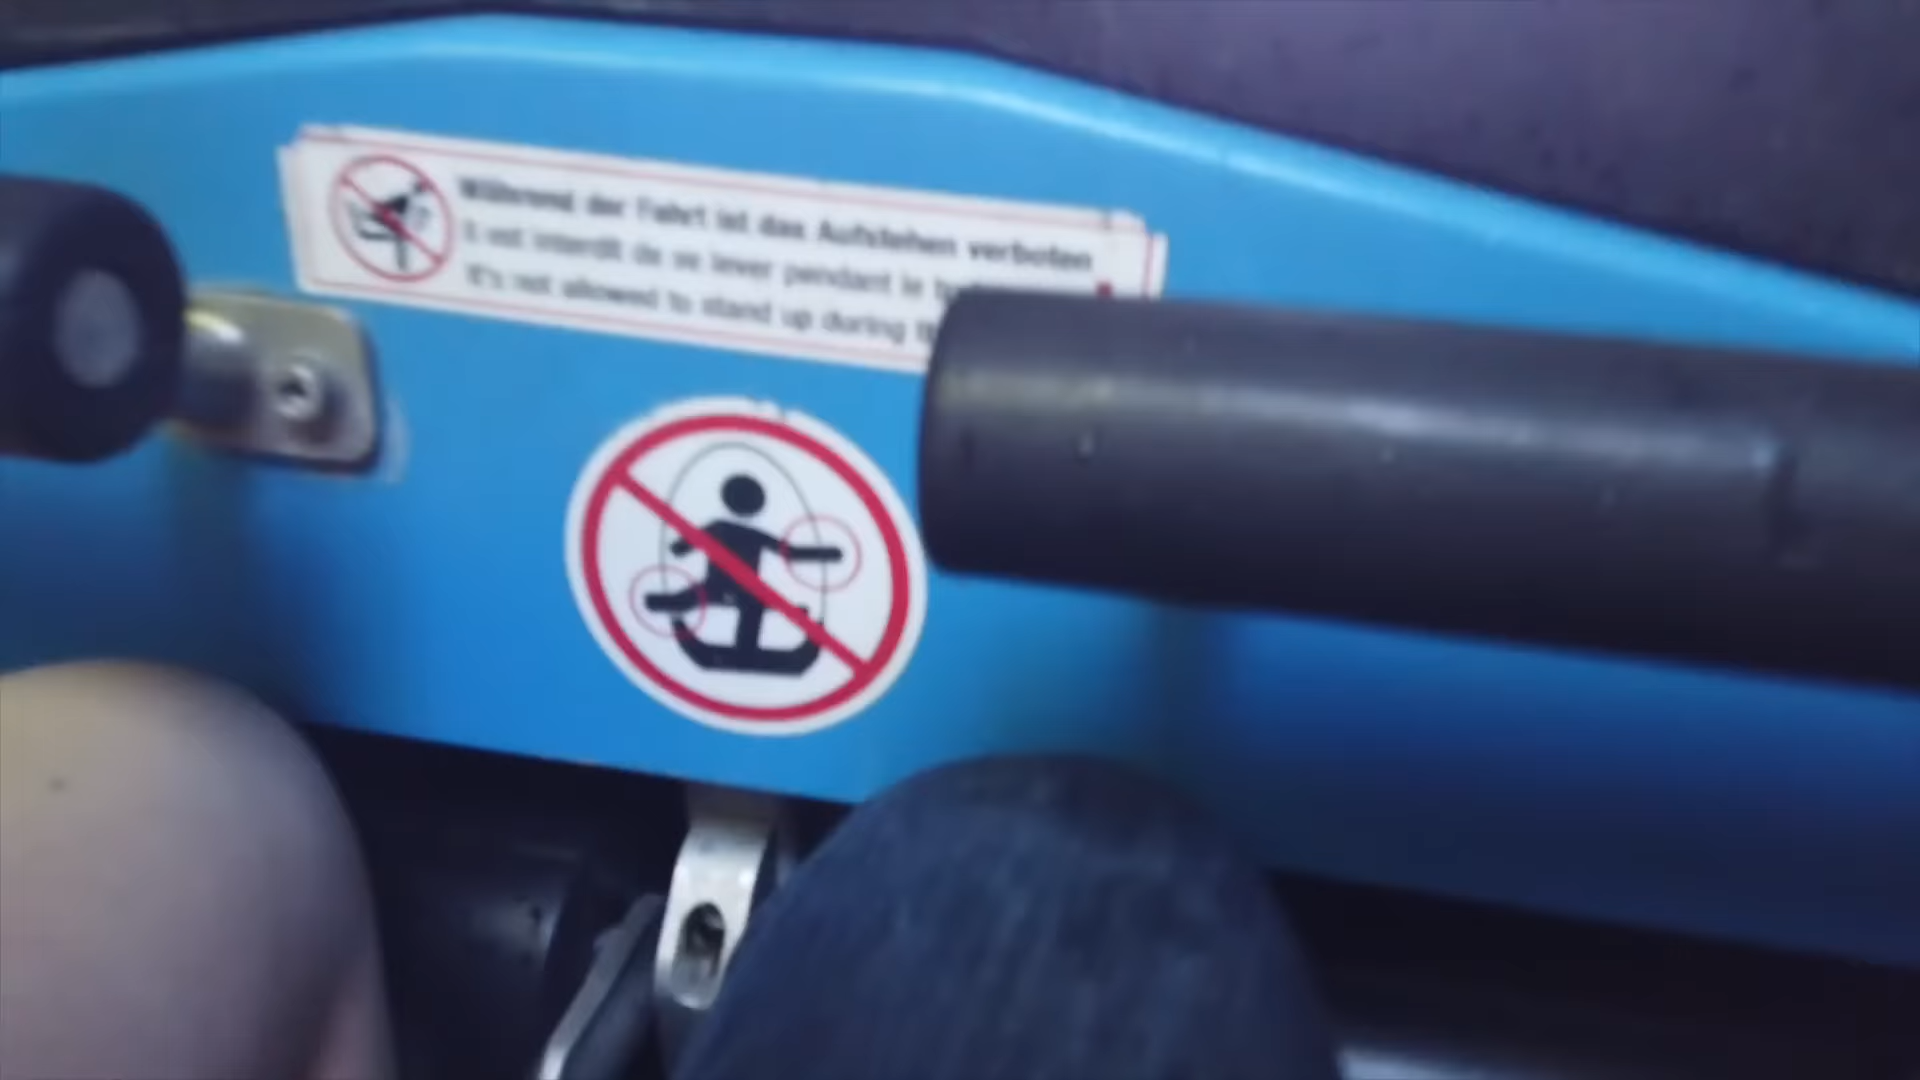 Während der Fahrt ist das Aufstehen verboten
Il est interdit de se lever pendant le
It's not allowed to stand up during